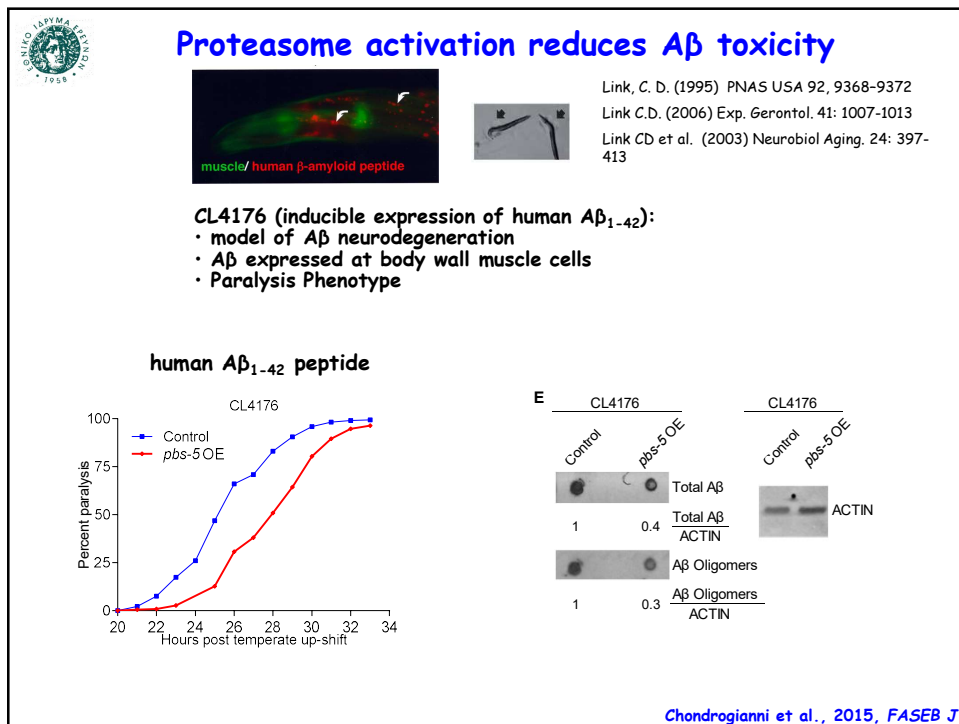 ΕΘΝΙΚΟ ΙΔΡΥΜΑ ΕΡΕΥΝΩΝ
• 1958 •
Proteasome activation reduces Aβ toxicity
muscle/ human β-amyloid peptide
Link, C. D. (1995) PNAS USA 92, 9368-9372
Link C.D. (2006) Exp. Gerontol. 41: 1007-1013
Link CD et al. (2003) Neurobiol Aging. 24: 397-
413
CL4176 (inducible expression of human Aβ1-42):
• model of Aβ neurodegeneration
• Aβ expressed at body wall muscle cells
• Paralysis Phenotype
human Aβ1-42 peptide
CL4176
Control
pbs-5 OE
Percent paralysis
100
75
50
25
0
20 22 24 26 28 30 32 34
Hours post temperate up-shift
E
CL4176
Control
pbs-5 OE
Total Aβ
1 0.4 Total Aβ
ACTIN
Aβ Oligomers
1 0.3 Aβ Oligomers
ACTIN
CL4176
Control
pbs-5 OE
ACTIN
Chondrogianni et al., 2015, FASEB J